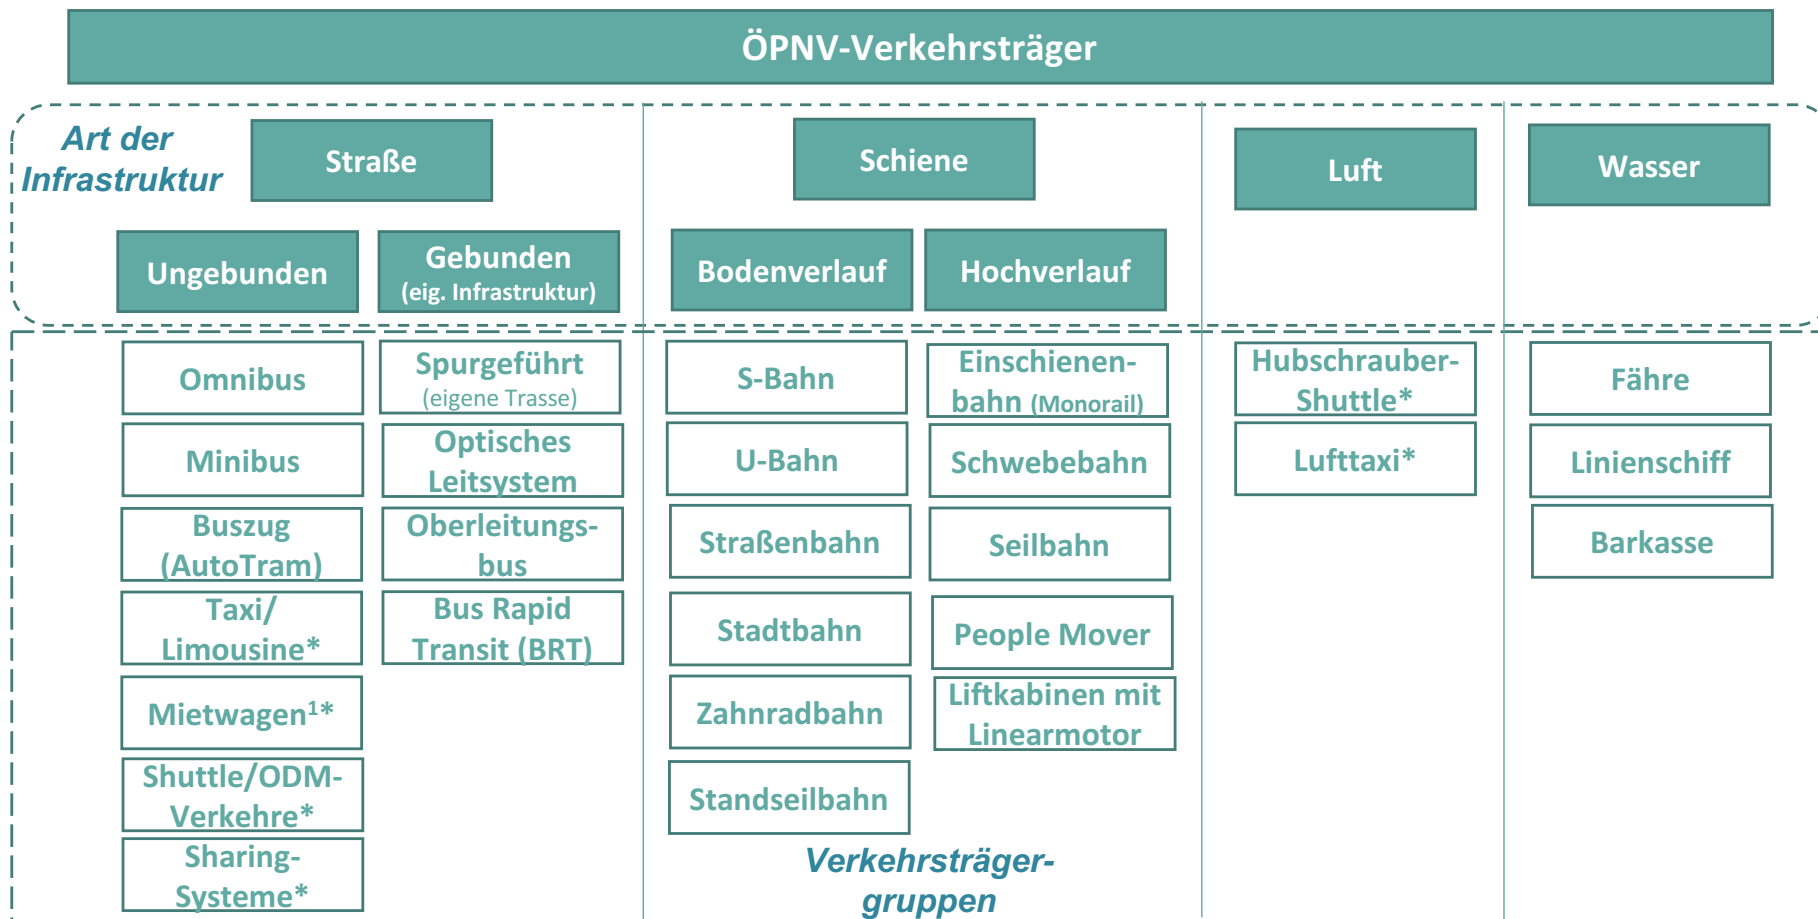 ÖPNV-Verkehrsträger
Art der
Infrastruktur
Straße
Schiene
Luft
Wasser
Ungebunden
Gebunden
(eig. Infrastruktur)
Bodenverlauf
Hochverlauf
Omnibus
Minibus
Buszug
(AutoTram)
Taxi/
Limousine*
Mietwagen¹*
Shuttle/ODM-
Verkehre*
Sharing-
Systeme*
Spurgeführt
(eigene Trasse)
Optisches
Leitsystem
Oberleitungs-
bus
Bus Rapid
Transit (BRT)
S-Bahn
U-Bahn
Straßenbahn
Stadtbahn
Zahnradbahn
Standseilbahn
Einschienen-
bahn (Monorail)
Schwebebahn
Seilbahn
People Mover
Liftkabinen mit
Linearmotor
Hubschrauber-
Shuttle*
Lufttaxi*
Fähre
Linienschiff
Barkasse
Verkehrsträger-
gruppen